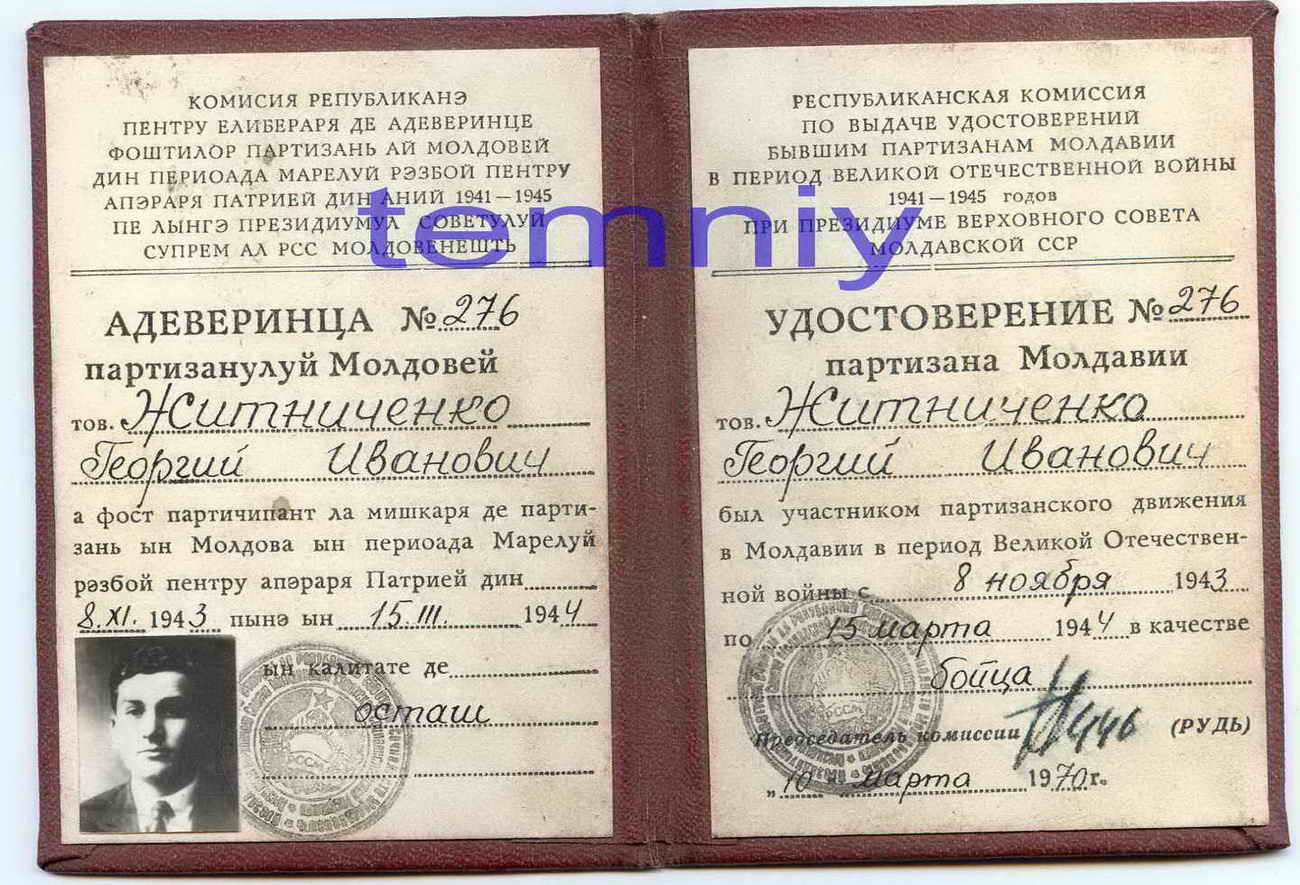 КОМИСИЯ РЕПУБЛИКАНЭ
ПЕНТРУ ЕЛИБЕРАРЯ ДЕ АДЕВЕРИНЦЕ
ФОШТИЛОР ПАРТИЗАНЬ АЙ МОЛДОВЕЙ
ДИН ПЕРИОАДА МАРЕЛУЙ РЭЗБОЙ ПЕНТРУ
АПЭРАРЯ ПАТРИЕЙ ДИН АНИЙ 1941—1945
ПЕ ЛЫНГЭ ПРЕЗИДИУМУЛ СОВЕТУЛУЙ
СУПРЕМ АЛ РСС МОЛДОВЕНЕШТЬ
АДЕВЕРИНЦА № 276
партизанулуй Молдовей
тов. Житниченко
Георгий Иванович
а фост партичипант ла мишкаря де парти-
зань ын Молдова ын периоада Марелуй
рэзбой пентру апэраря Патрией дин
8.XI. 1943 пынэ ын 15.III. 1944
ын калитате де
осташ
РЕСПУБЛИКАНСКАЯ КОМИССИЯ
ПО ВЫДАЧЕ УДОСТОВЕРЕНИЙ
БЫВШИМ ПАРТИЗАНАМ МОЛДАВИИ
В ПЕРИОД ВЕЛИКОЙ ОТЕЧЕСТВЕННОЙ ВОЙНЫ
1941—1945 годов
ПРИ ПРЕЗИДИУМЕ ВЕРХОВНОГО СОВЕТА
МОЛДАВСКОЙ ССР
УДОСТОВЕРЕНИЕ № 276
партизана Молдавии
тов. Житниченко
Георгий Иванович
был участником партизанского движения
в Молдавии в период Великой Отечествен-
ной войны с 8 ноября 1943
по 15 марта 1944 в качестве
бойца
Председатель комиссии (РУДЬ)
„10" марта 1970 г.
temniy